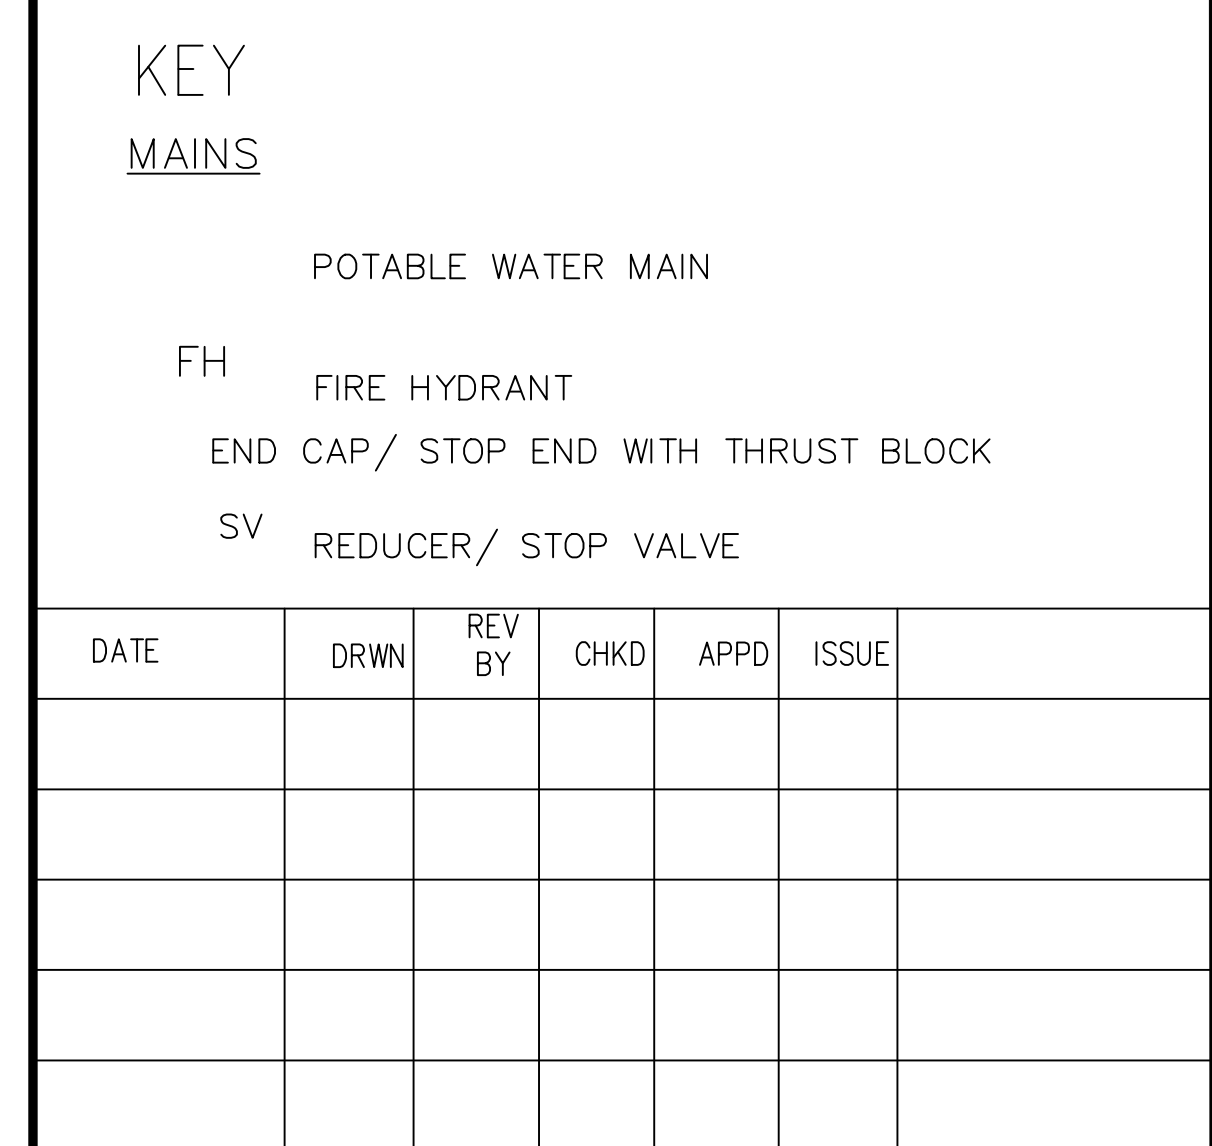 KEY
MAINS
POTABLE WATER MAIN
FH
FIRE HYDRANT
END CAP/ STOP END WITH THRUST BLOCK
SV
REDUCER/ STOP VALVE
DATE DRWN REV BY CHKD APPD ISSUE